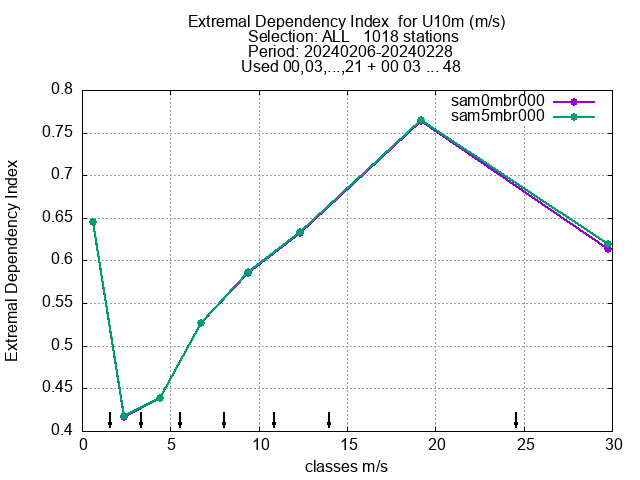 Extremal Dependency Index  for U10m (m/s)
Selection: ALL   1018 stations
Period: 20240206-20240228
Used 00,03,...,21 + 00 03 ... 48
sam0mbr000
sam5mbr000
Extremal Dependency Index
0.8
0.75
0.7
0.65
0.6
0.55
0.5
0.45
0.4
0 5 10 15 20 25 30
classes m/s